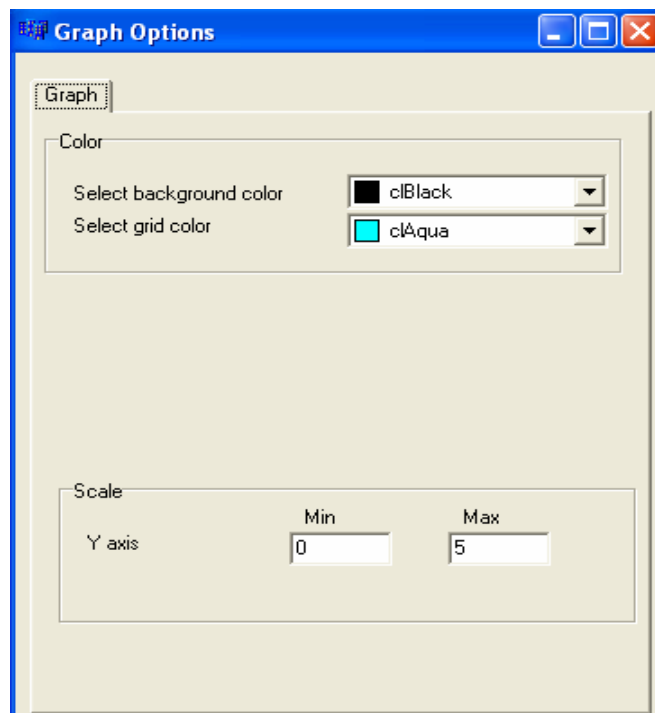 Graph Options
Graph
Color
Select background color clBlack
Select grid color clAqua
Scale
Min Max
Y axis 0 5